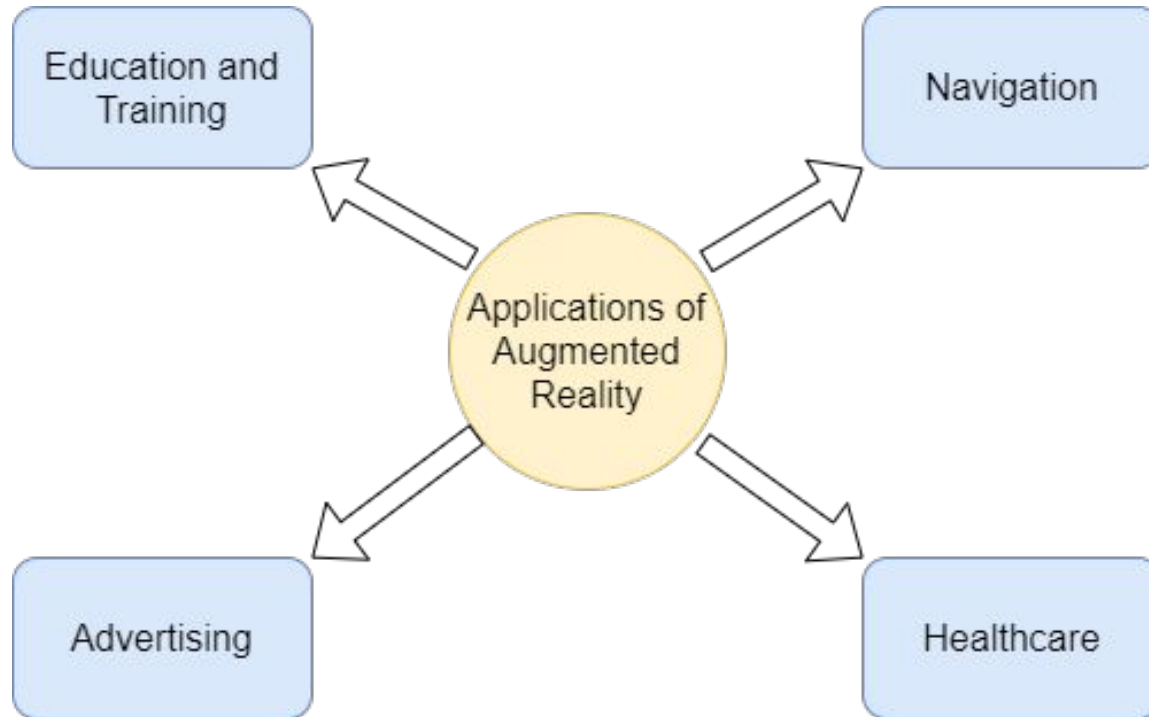 Education and
Training
Navigation
Applications of
Augmented
Reality
Advertising
Healthcare